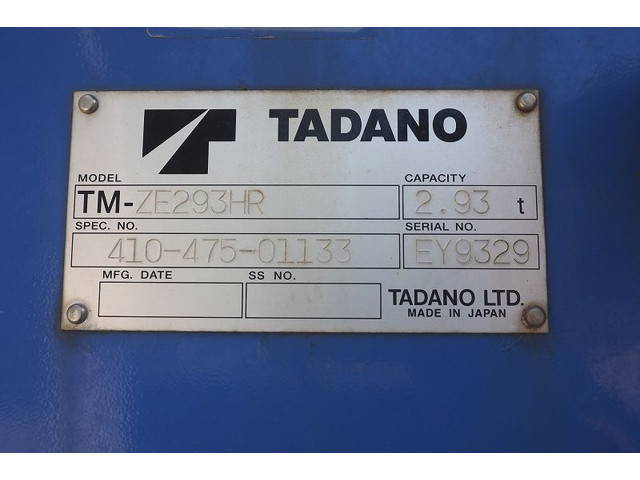 TADANO
MODEL CAPACITY
TM-ZE293HR 2.93 t
SPEC. NO. SERIAL NO.
410-475-01133 EY9329
MFG. DATE SS NO.
TADANO LTD.
MADE IN JAPAN